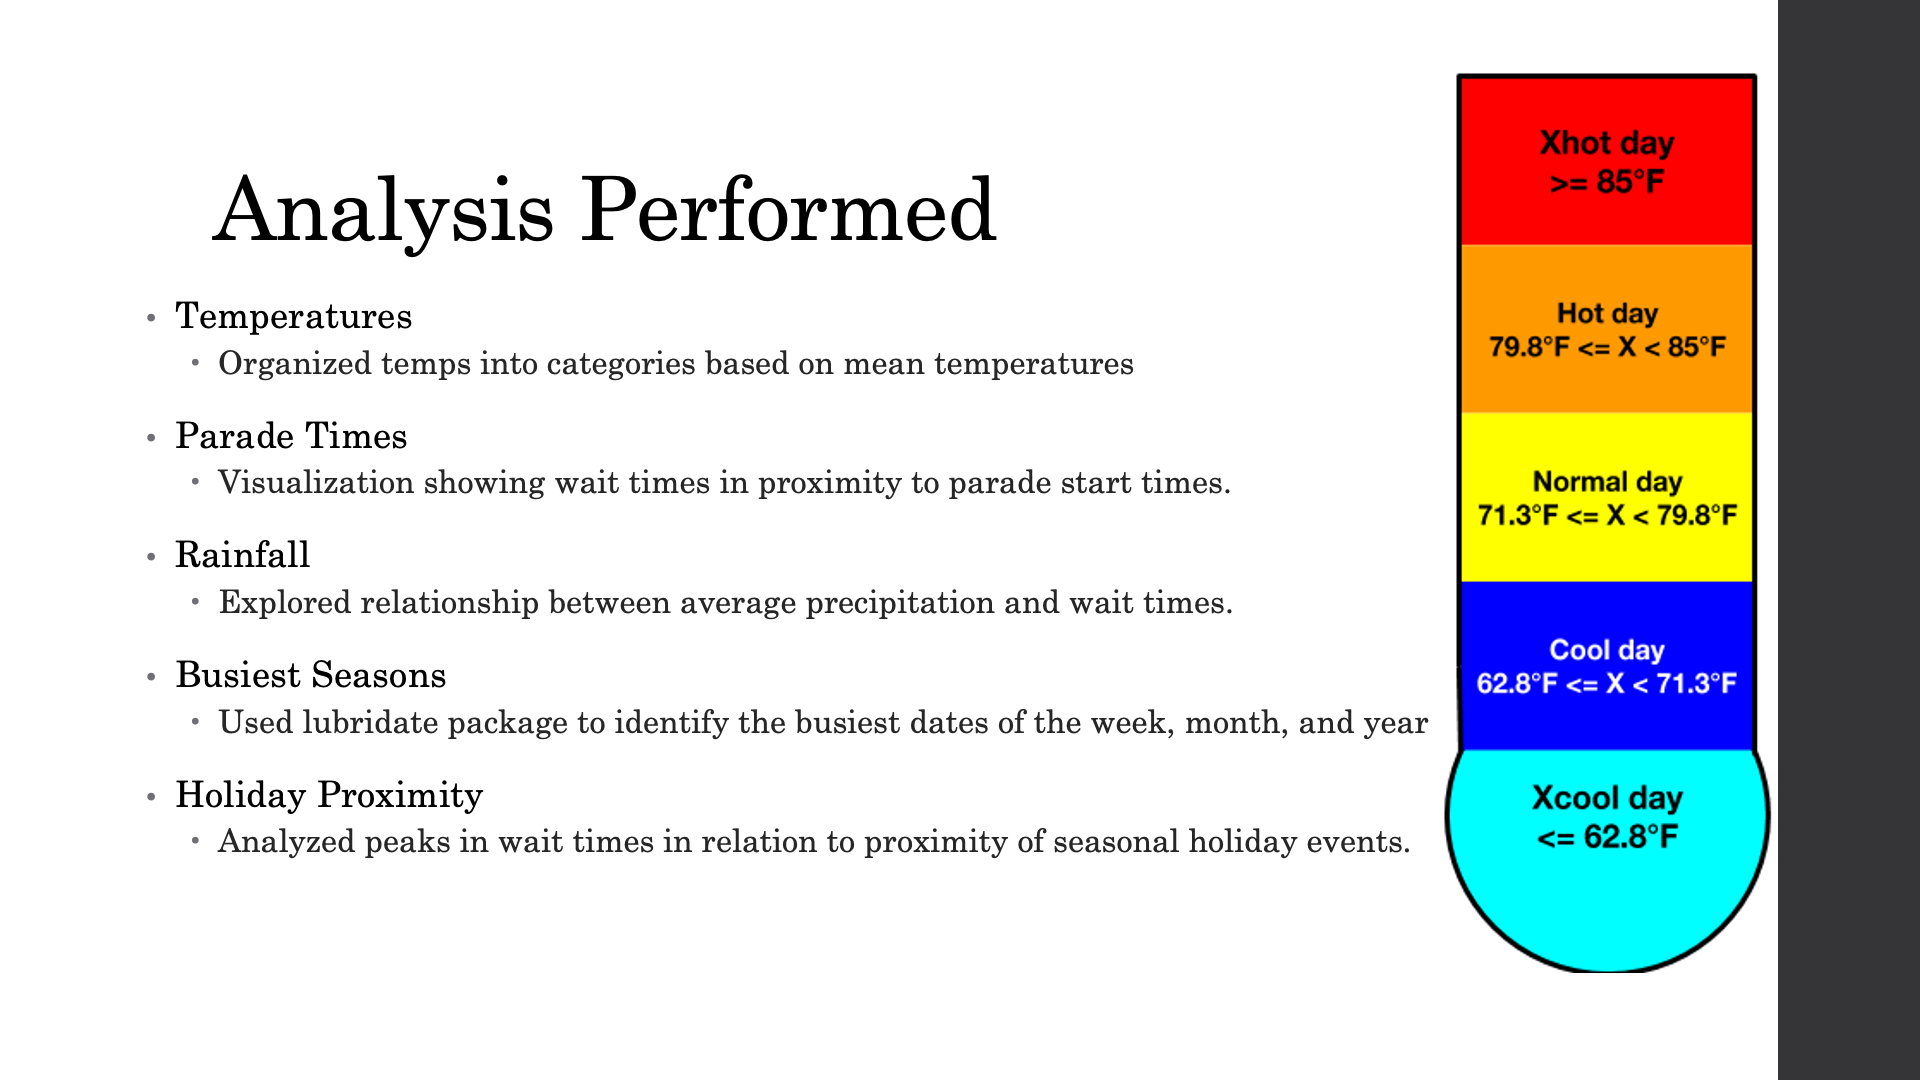 Analysis Performed
• Temperatures
• Organized temps into categories based on mean temperatures
• Parade Times
• Visualization showing wait times in proximity to parade start times.
• Rainfall
• Explored relationship between average precipitation and wait times.
• Busiest Seasons
• Used lubridate package to identify the busiest dates of the week, month, and year
• Holiday Proximity
• Analyzed peaks in wait times in relation to proximity of seasonal holiday events.
Xhot day
>= 85°F
Hot day
79.8°F <= X < 85°F
Normal day
71.3°F <= X < 79.8°F
Cool day
62.8°F <= X < 71.3°F
Xcool day
<= 62.8°F